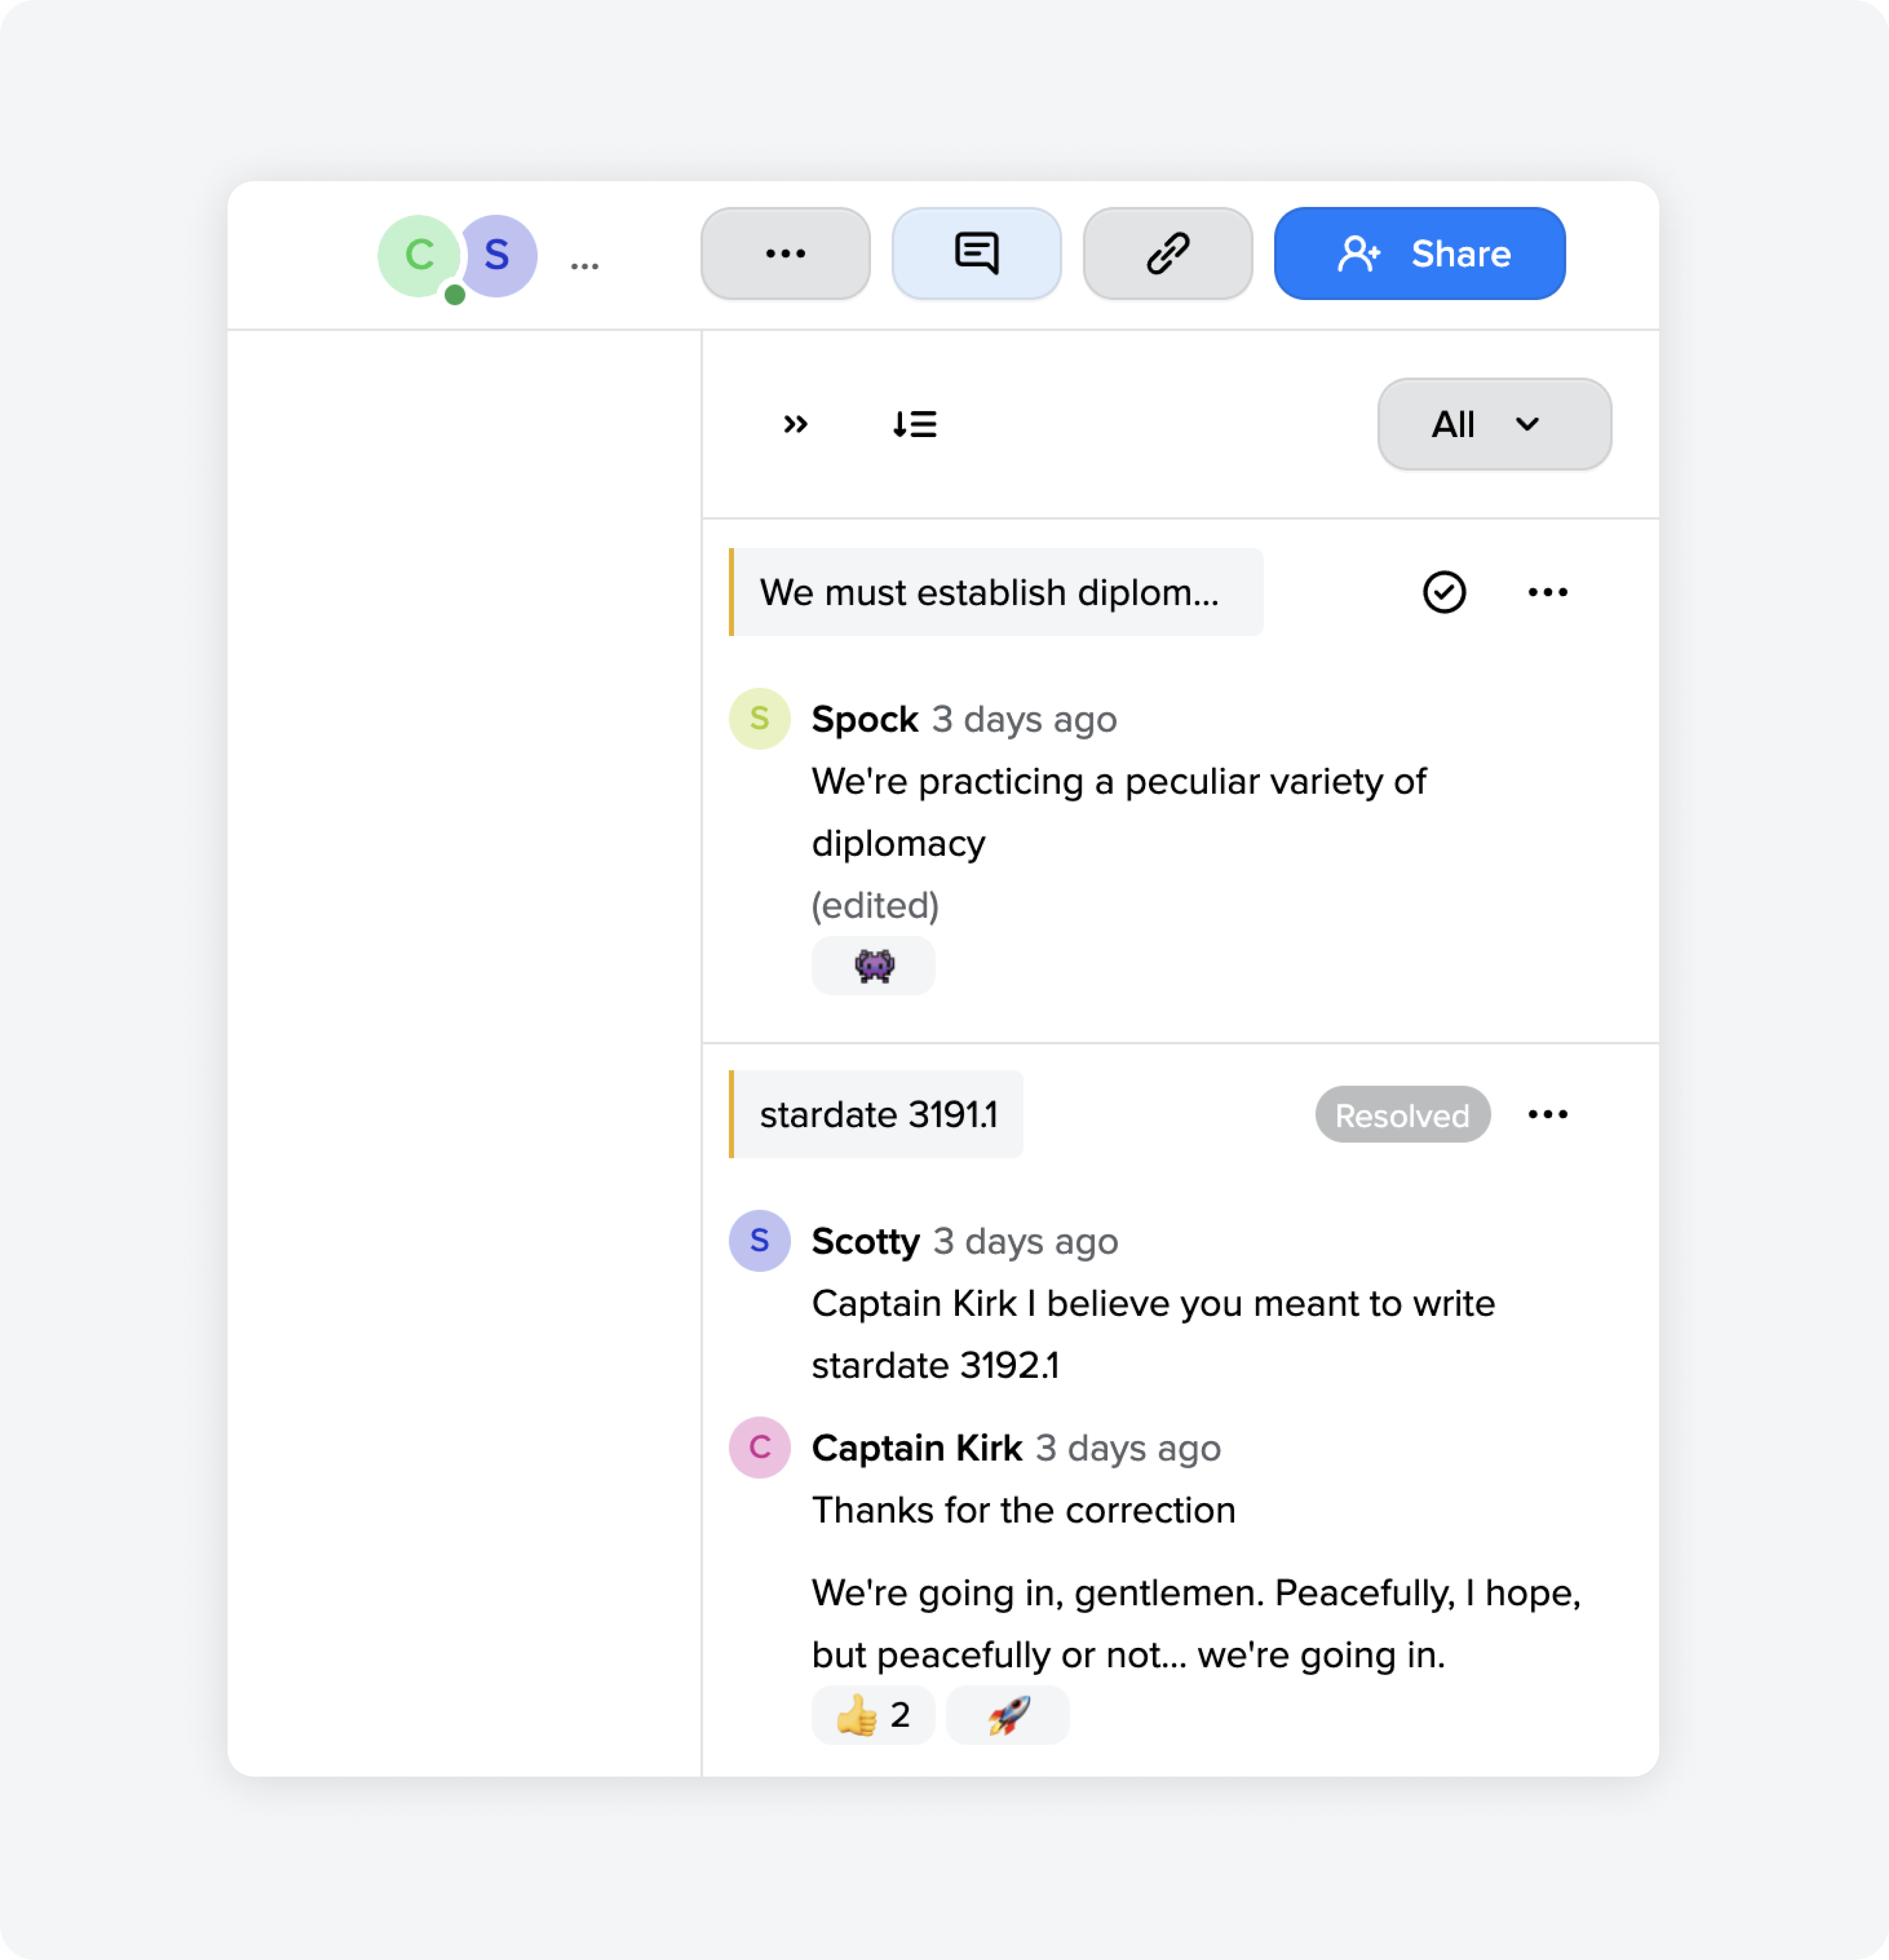 C S ...
Share
All
We must establish diplom...
S Spock 3 days ago
We're practicing a peculiar variety of
diplomacy
(edited)
stardate 3191.1 Resolved
S Scotty 3 days ago
Captain Kirk I believe you meant to write
stardate 3192.1
C Captain Kirk 3 days ago
Thanks for the correction
We're going in, gentlemen. Peacefully, I hope,
but peacefully or not... we're going in.
👍 2 🚀